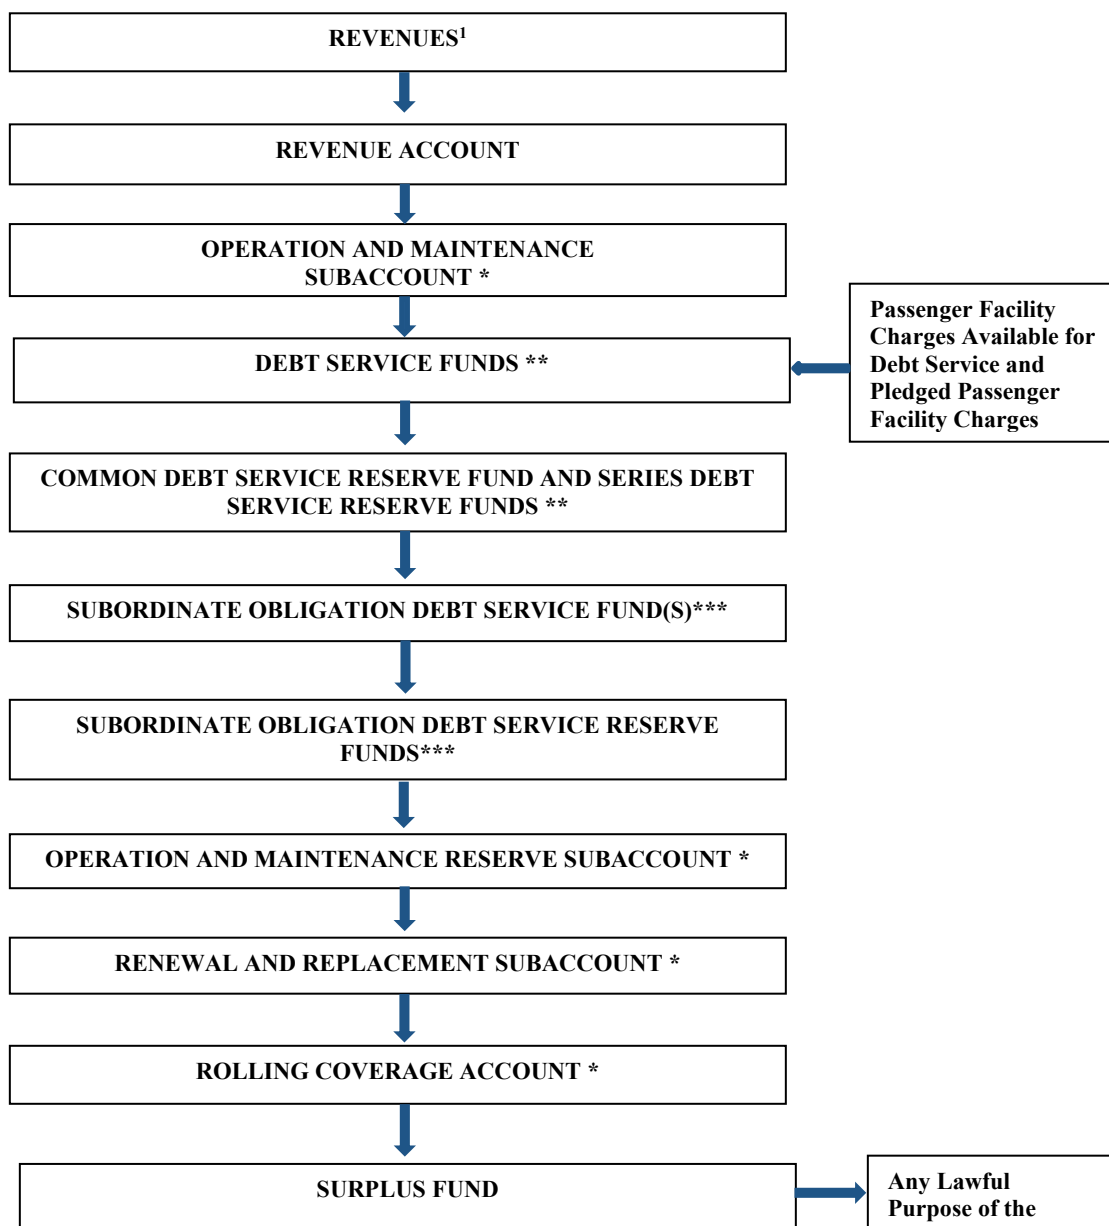 REVENUES¹
REVENUE ACCOUNT
OPERATION AND MAINTENANCE
SUBACCOUNT *
Passenger Facility
Charges Available for
Debt Service and
Pledged Passenger
Facility Charges
DEBT SERVICE FUNDS **
COMMON DEBT SERVICE RESERVE FUND AND SERIES DEBT
SERVICE RESERVE FUNDS **
SUBORDINATE OBLIGATION DEBT SERVICE FUND(S)***
SUBORDINATE OBLIGATION DEBT SERVICE RESERVE
FUNDS***
OPERATION AND MAINTENANCE RESERVE SUBACCOUNT *
RENEWAL AND REPLACEMENT SUBACCOUNT *
ROLLING COVERAGE ACCOUNT *
SURPLUS FUND
Any Lawful
Purpose of the